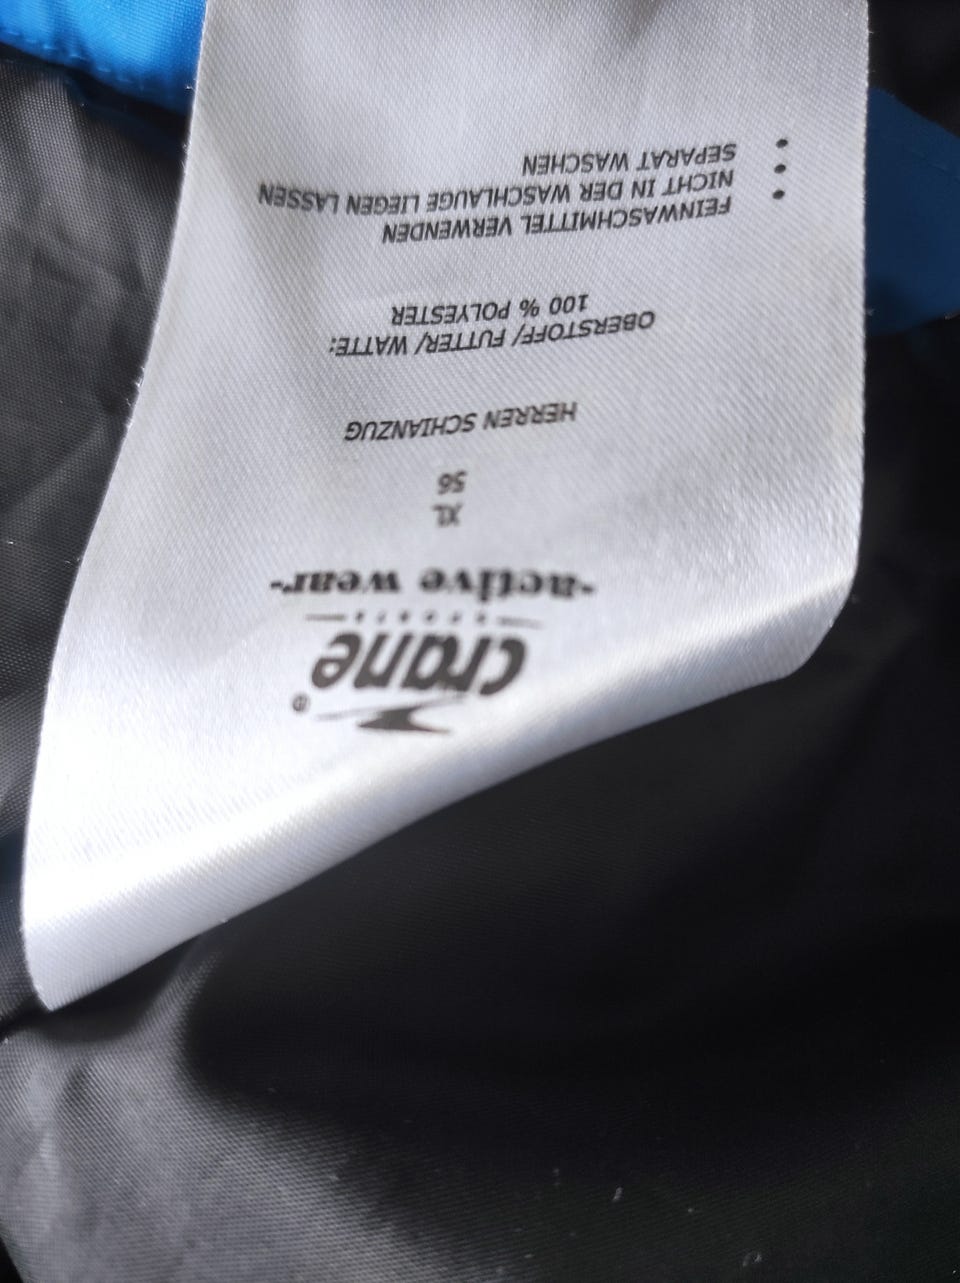 crane®
SPORTS
-active wear-
XL
56
HERREN SCHIANZUG
OBERSTOFF/ FUTTER/ WATTE:
100 % POLYESTER
• FEINWASCHMITTEL VERWENDEN
• NICHT IN DER WASCHLAUGE LIEGEN LASSEN
• SEPARAT WASCHEN